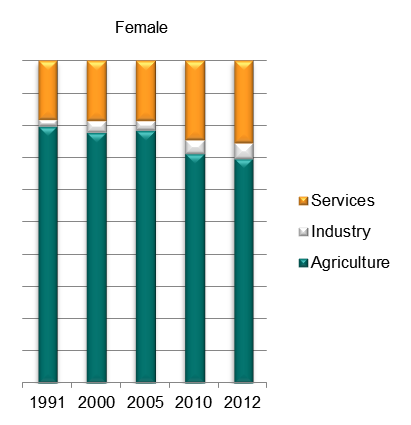 Female
Services
Industry
Agriculture
1991 2000 2005 2010 2012